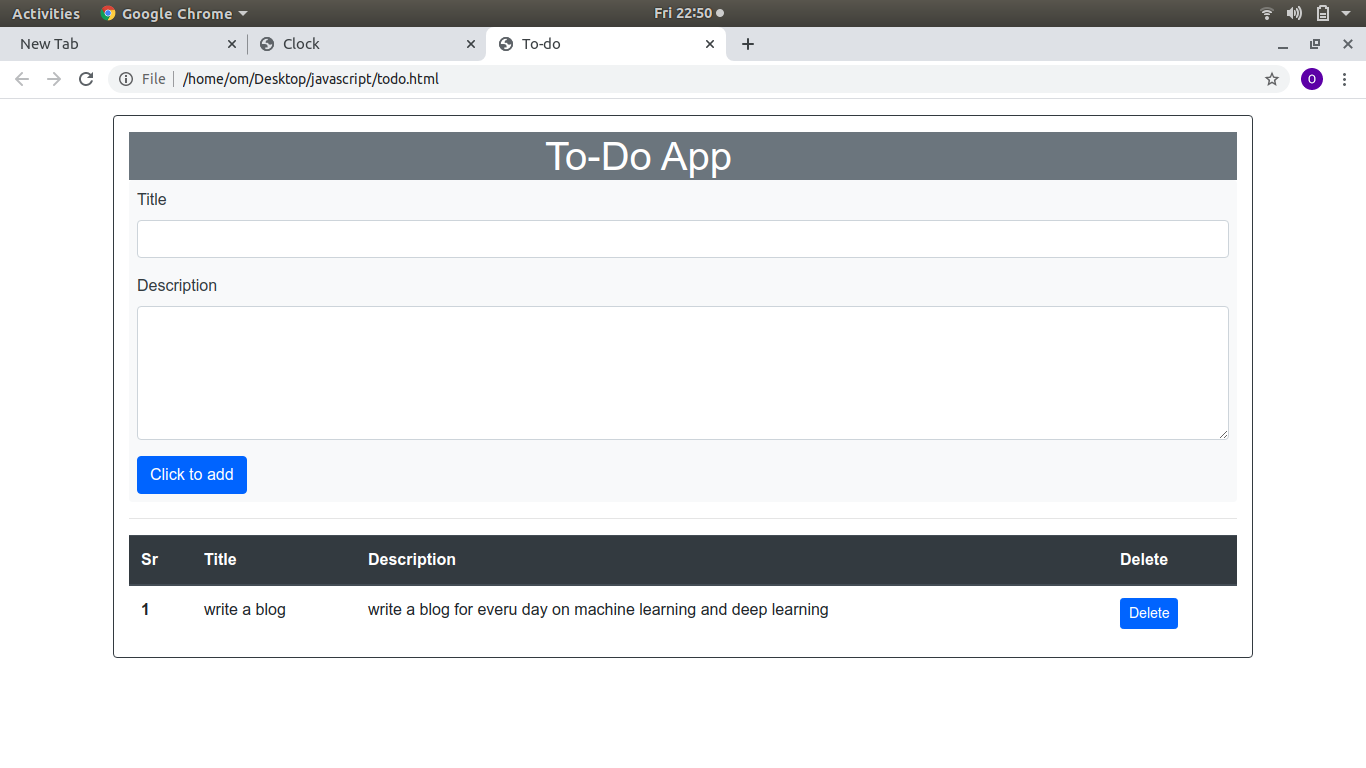 Activities Google Chrome Fri 22:50
New Tab Clock To-do
File /home/om/Desktop/javascript/todo.html O
To-Do App
Title
Description
Click to add
Sr Title Description Delete
1 write a blog write a blog for everu day on machine learning and deep learning Delete